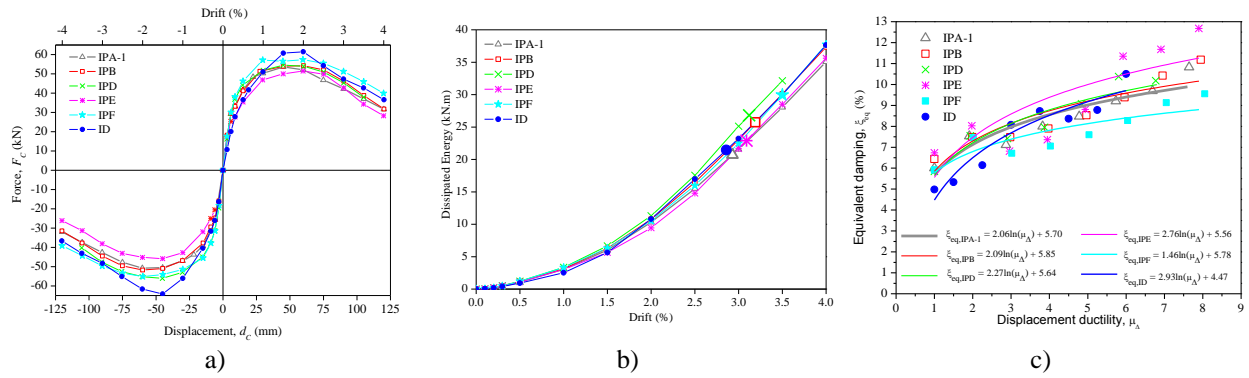 Drift (%)
-4 -3 -2 -1 0 1 2 3 4
60
50
40
30
20
10
0
-10
-20
-30
-40
-50
-60
Force, F_C (kN)
IPA-1
IPB
IPD
IPE
IPF
ID
-125 -100 -75 -50 -25 0 25 50 75 100 125
Displacement, d_C (mm)
a)
40
35
30
25
20
15
10
5
0
Dissipated Energy (kN.m)
IPA-1
IPB
IPD
IPE
IPF
ID
0.0 0.5 1.0 1.5 2.0 2.5 3.0 3.5 4.0
Drift (%)
b)
13
12
11
10
9
8
7
6
5
4
3
2
1
0
Equivalent damping, ξ_eq (%)
IPA-1
IPB
IPD
IPE
IPF
ID
ξ_eq,IPA-1 = 2.06ln(μ_Δ) + 5.70
ξ_eq,IPB = 2.09ln(μ_Δ) + 5.85
ξ_eq,IPD = 2.27ln(μ_Δ) + 5.64
ξ_eq,IPE = 2.76ln(μ_Δ) + 5.56
ξ_eq,IPF = 1.46ln(μ_Δ) + 5.78
ξ_eq,ID = 2.93ln(μ_Δ) + 4.47
0 1 2 3 4 5 6 7 8
Displacement ductility, μ_Δ
c)